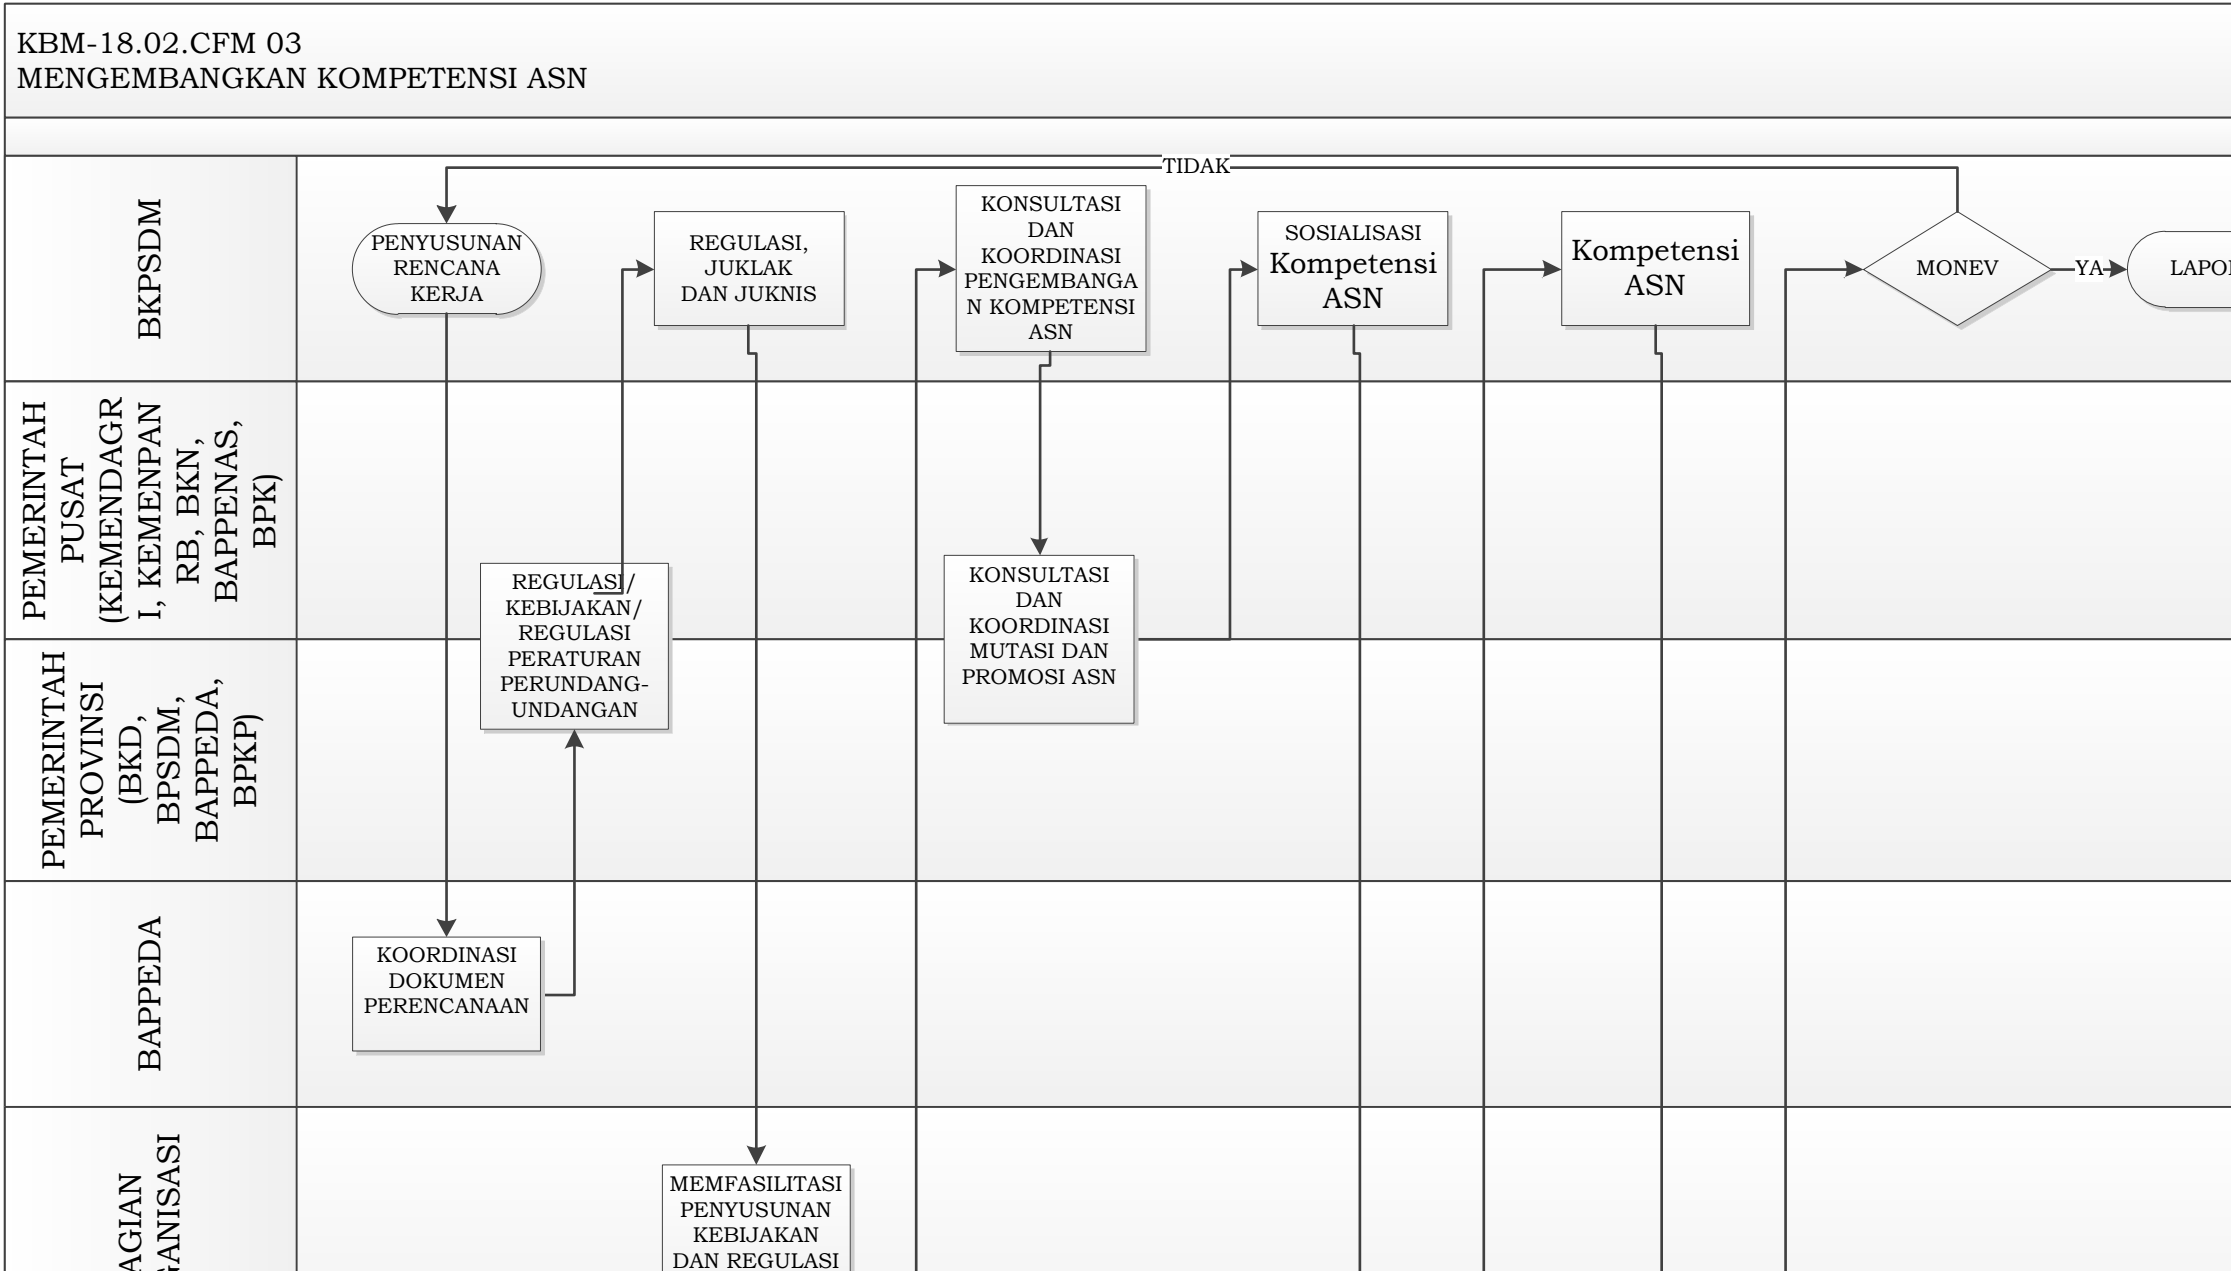 KBM-18.02.CFM 03
MENGEMBANGKAN KOMPETENSI ASN
BKPSDM
TIDAK
PENYUSUNAN
RENCANA
KERJA
REGULASI,
JUKLAK
DAN JUKNIS
KONSULTASI
DAN
KOORDINASI
PENGEMBANGA
N KOMPETENSI
ASN
SOSIALISASI
Kompetensi
ASN
Kompetensi
ASN
MONEV
YA
PEMERINTAH
PUSAT
(KEMENDAGR
I, KEMENPAN
RB, BKN,
BAPPENAS,
BPK)
REGULASI/
KEBIJAKAN/
REGULASI
PERATURAN
PERUNDANG-
UNDANGAN
KONSULTASI
DAN
KOORDINASI
MUTASI DAN
PROMOSI ASN
PEMERINTAH
PROVINSI
(BKD,
BPSDM,
BAPPEDA,
BPKP)
BAPPEDA
KOORDINASI
DOKUMEN
PERENCANAAN
MEMFASILITASI
PENYUSUNAN
KEBIJAKAN
DAN REGULASI